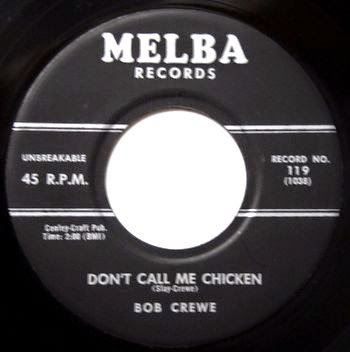 MELBA
RECORDS
UNBREAKABLE
45 R.P.M.
RECORD NO.
119
(1038)
Conley-Craft Pub.
Time: 2:00 (BMI)
DON'T CALL ME CHICKEN
(Slay-Crewe)
BOB CREWE